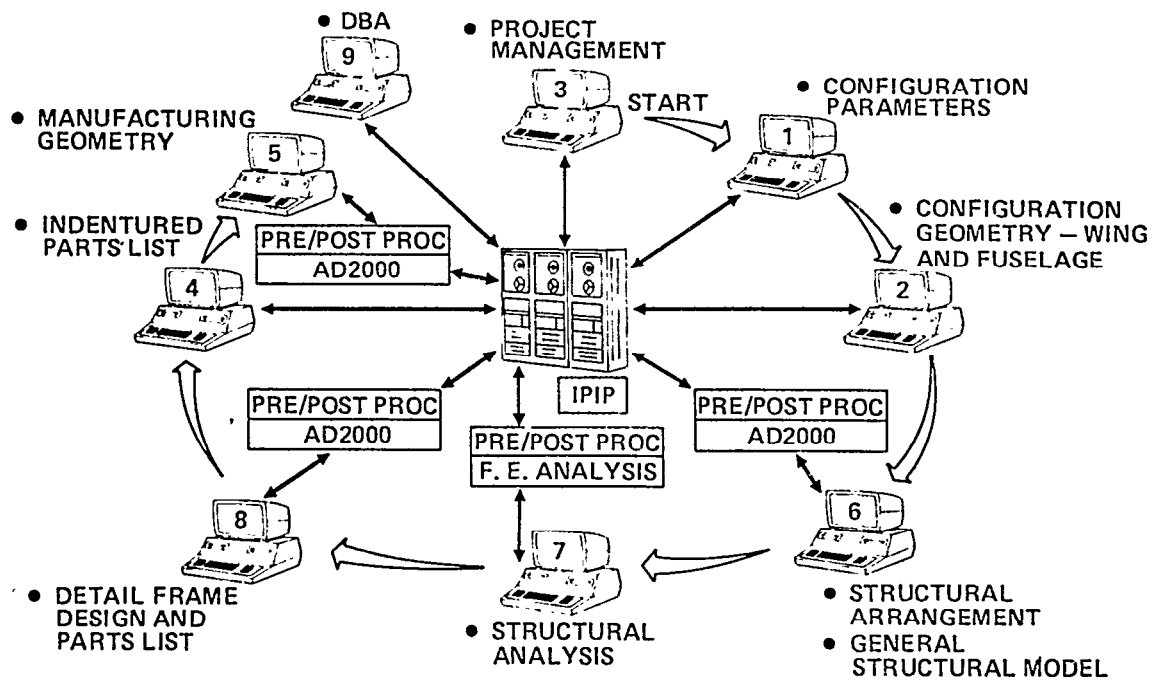 ● DBA
9
● PROJECT
MANAGEMENT
3
START
● CONFIGURATION
PARAMETERS
1
● MANUFACTURING
GEOMETRY
5
● CONFIGURATION
GEOMETRY – WING
AND FUSELAGE
2
● INDENTURED
PARTS LIST
4
PRE/POST PROC
AD2000
IPIP
PRE/POST PROC
AD2000
PRE/POST PROC
F. E. ANALYSIS
PRE/POST PROC
AD2000
8
● DETAIL FRAME
DESIGN AND
PARTS LIST
7
● STRUCTURAL
ANALYSIS
6
● STRUCTURAL
ARRANGEMENT
● GENERAL
STRUCTURAL MODEL